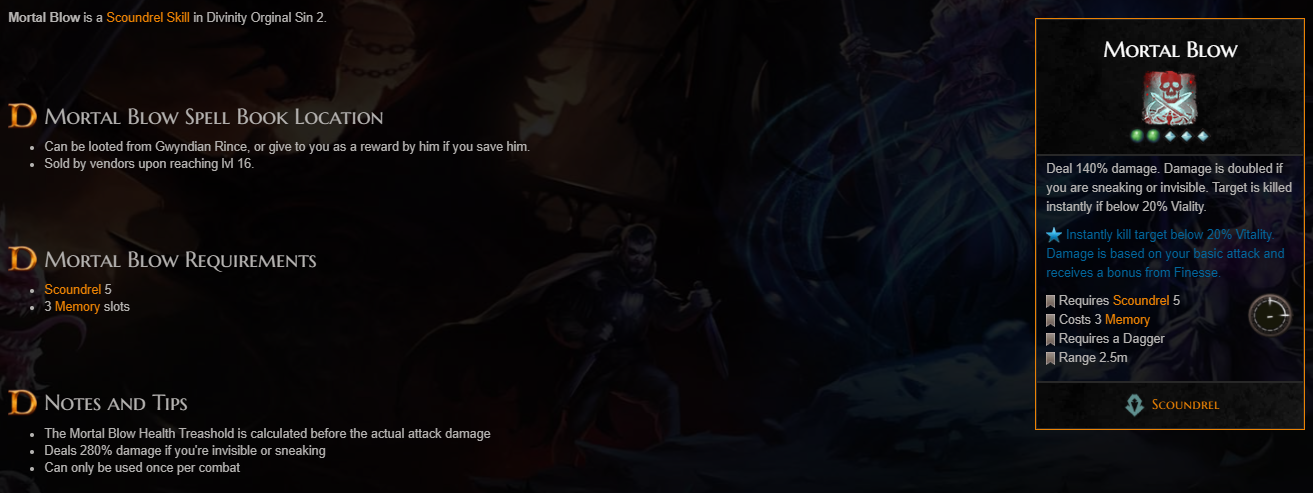 Mortal Blow is a Scoundrel Skill in Divinity Orginal Sin 2.
Mortal Blow Spell Book Location
Can be looted from Gwyndian Rince, or give to you as a reward by him if you save him.
Sold by vendors upon reaching lvl 16.
Mortal Blow Requirements
Scoundrel 5
3 Memory slots
Notes and Tips
The Mortal Blow Health Treashold is calculated before the actual attack damage
Deals 280% damage if you're invisible or sneaking
Can only be used once per combat
Mortal Blow
Deal 140% damage. Damage is doubled if
you are sneaking or invisible. Target is killed
instantly if below 20% Viality.
Instantly kill target below 20% Vitality.
Damage is based on your basic attack and
receives a bonus from Finesse.
Requires Scoundrel 5
Costs 3 Memory
Requires a Dagger
Range 2.5m
Scoundrel